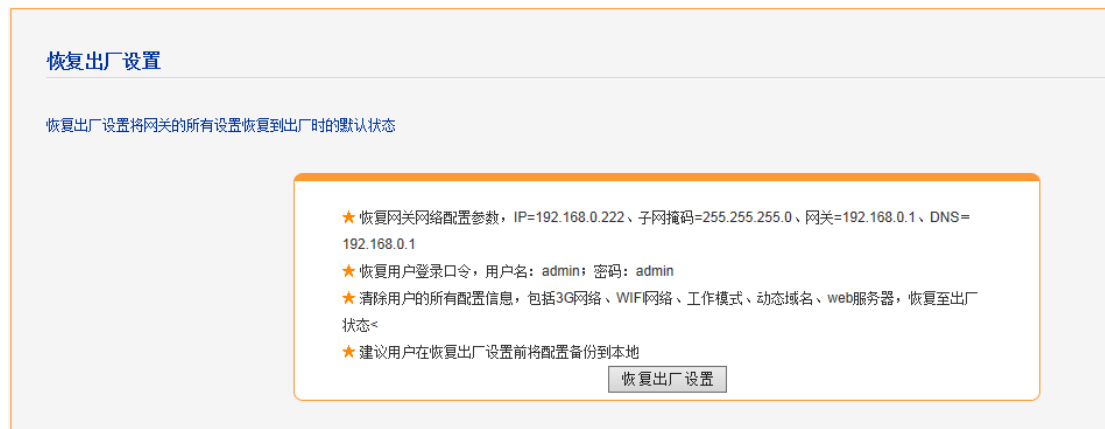 恢复出厂设置
恢复出厂设置将网关的所有设置恢复到出厂时的默认状态
★ 恢复网关网络配置参数，IP=192.168.0.222、子网掩码=255.255.255.0、网关=192.168.0.1、DNS=
192.168.0.1
★ 恢复用户登录口令，用户名：admin；密码：admin
★ 清除用户的所有配置信息，包括3G网络、WIFI网络、工作模式、动态域名、web服务器，恢复至出厂
状态<
★ 建议用户在恢复出厂设置前将配置备份到本地
恢复出厂设置